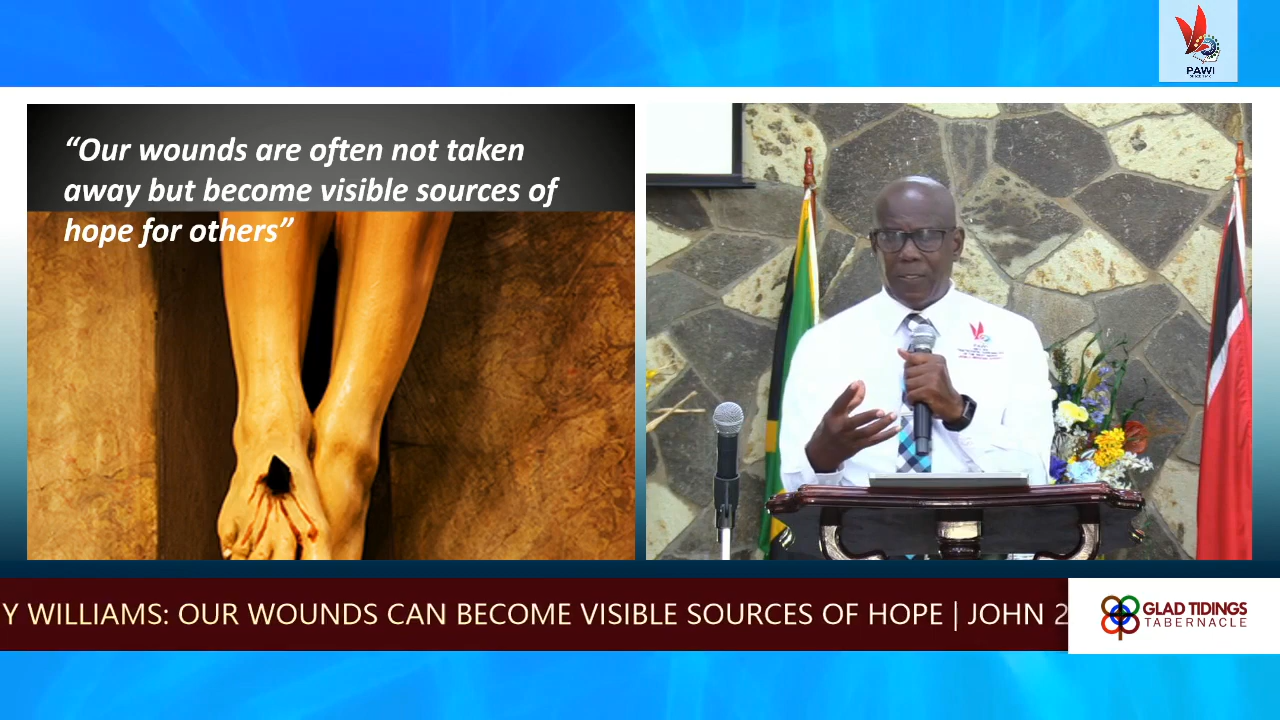 PAWI
“Our wounds are often not taken
away but become visible sources of
hope for others”
Y WILLIAMS: OUR WOUNDS CAN BECOME VISIBLE SOURCES OF HOPE | JOHN 2
GLAD TIDINGS
TABERNACLE